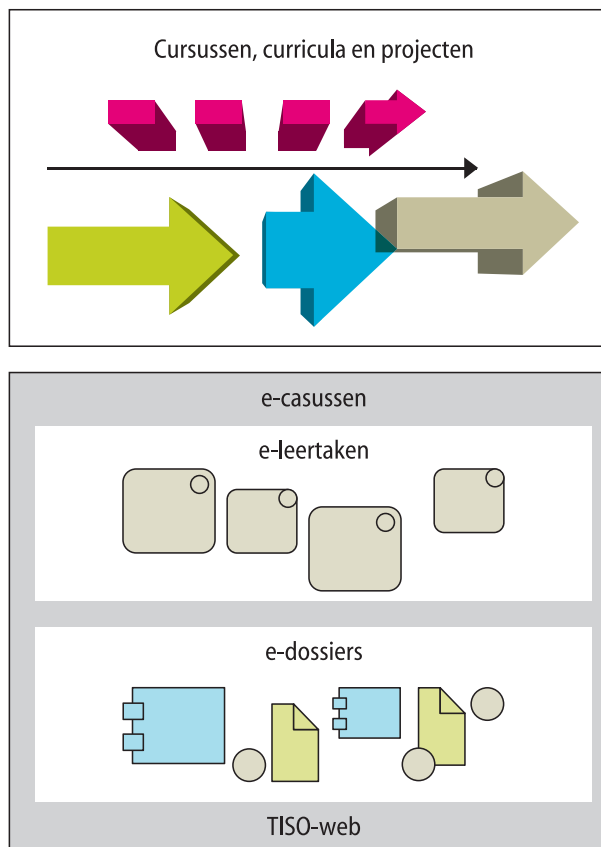 Cursussen, curricula en projecten
e-casussen
e-leertaken
e-dossiers
TISO-web